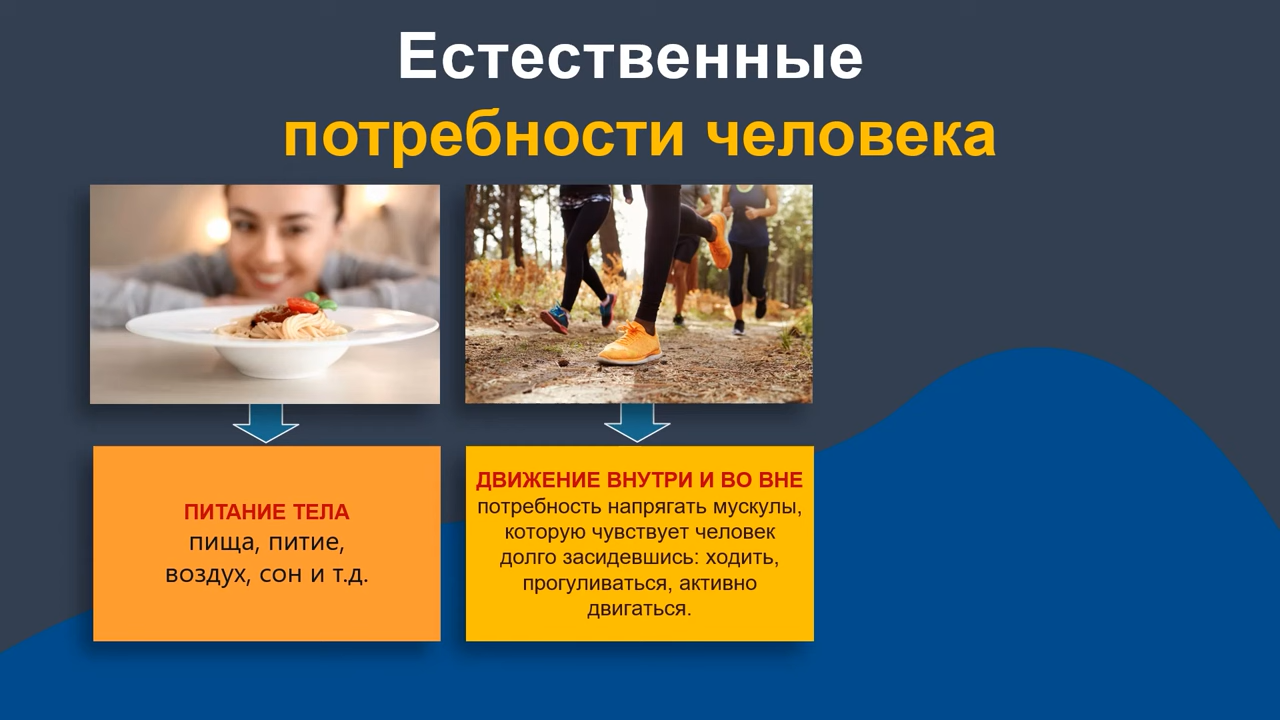 Естественные
потребности человека
ПИТАНИЕ ТЕЛА
пища, питие,
воздух, сон и т.д.
ДВИЖЕНИЕ ВНУТРИ И ВО ВНЕ
потребность напрягать мускулы,
которую чувствует человек
долго засидевшись: ходить,
прогуливаться, активно
двигаться.